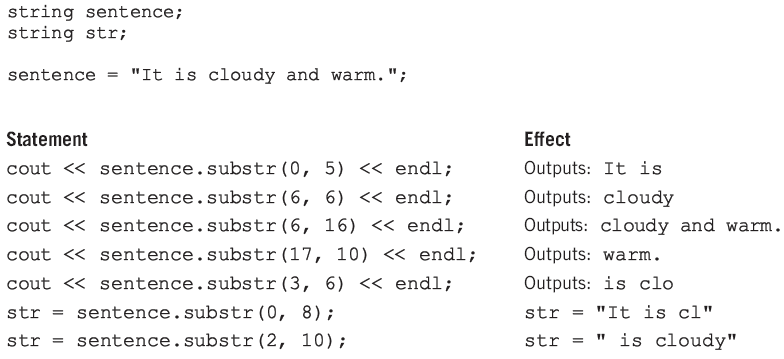 string sentence;
string str;
sentence = "It is cloudy and warm.";
Statement Effect
cout << sentence.substr(0, 5) << endl; Outputs: It is
cout << sentence.substr(6, 6) << endl; Outputs: cloudy
cout << sentence.substr(6, 16) << endl; Outputs: cloudy and warm.
cout << sentence.substr(17, 10) << endl; Outputs: warm.
cout << sentence.substr(3, 6) << endl; Outputs: is clo
str = sentence.substr(0, 8); str = "It is cl"
str = sentence.substr(2, 10); str = " is cloudy"